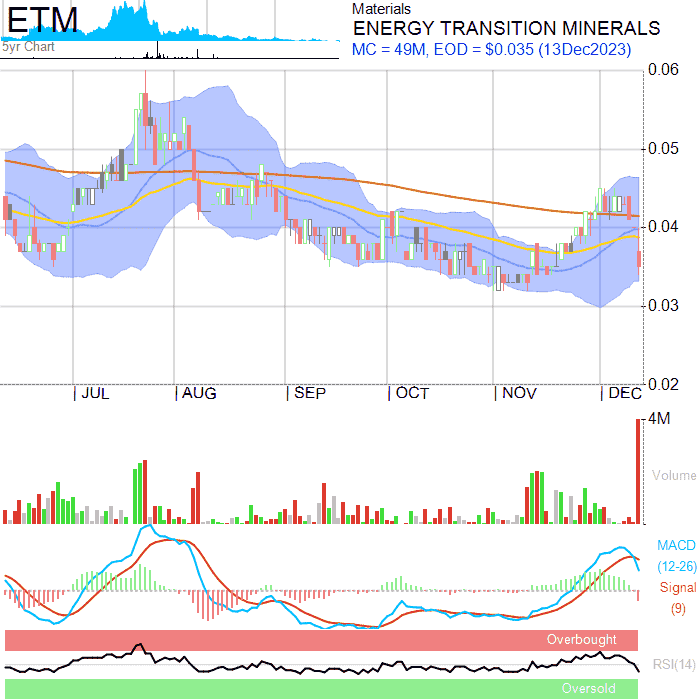 ETM
5yr Chart
Materials
ENERGY TRANSITION MINERALS
MC = 49M, EOD = $0.035 (13Dec2023)
0.06
0.05
0.04
0.03
0.02
JUL
AUG
SEP
OCT
NOV
DEC
4M
Volume
MACD
(12-26)
Signal
(9)
Overbought
RSI(14)
Oversold